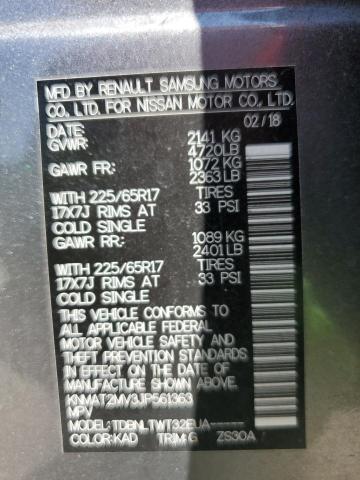 MFD BY RENAULT SAMSUNG MOTORS
CO., LTD. FOR NISSAN MOTOR CO., LTD.
DATE: 02/18
GVWR: 2141 KG
4720LB
GAWR FR: 1072 KG
2363 LB
WITH 225/65R17 TIRES
17X7J RIMS AT 33 PSI
COLD SINGLE
GAWR RR: 1089 KG
2401 LB
WITH 225/65R17 TIRES
17X7J RIMS AT 33 PSI
COLD SINGLE
THIS VEHICLE CONFORMS TO
ALL APPLICABLE FEDERAL
MOTOR VEHICLE SAFETY AND
THEFT PREVENTION STANDARDS
IN EFFECT ON THE DATE OF
MANUFACTURE SHOWN ABOVE.
KNMAT2MV3JP561363
MPV
MODEL: TDBNLTWT32EUA-----
COLOR: KAD TRIM: G ZS30A